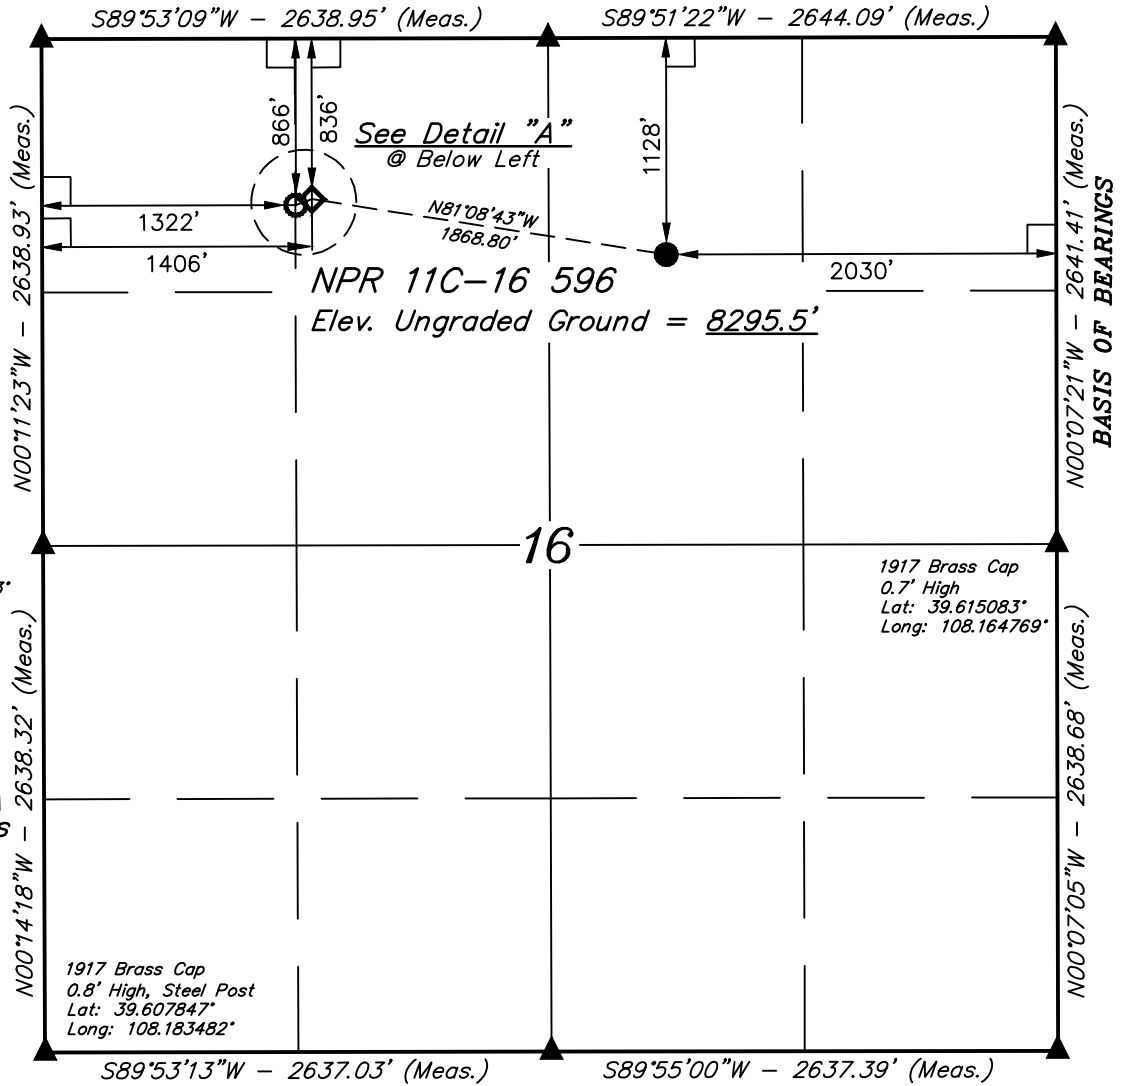 S89°53'09"W - 2638.95' (Meas.)
S89°51'22"W - 2644.09' (Meas.)
866'
836'
1128'
See Detail "A"
@ Below Left
N81°08'43"W
1868.80'
1322'
1406'
2030'
NPR 11C-16 596
Elev. Ungraded Ground = 8295.5'
N00°11'23"W - 2638.93' (Meas.)
N00°07'21"W - 2641.41' (Meas.)
BASIS OF BEARINGS
16
1917 Brass Cap
0.7' High
Lat: 39.615083°
Long: 108.164769°
N00°14'18"W - 2638.32' (Meas.)
N00°07'05"W - 2638.68' (Meas.)
1917 Brass Cap
0.8' High, Steel Post
Lat: 39.607847°
Long: 108.183482°
S89°53'13"W - 2637.03' (Meas.)
S89°55'00"W - 2637.39' (Meas.)